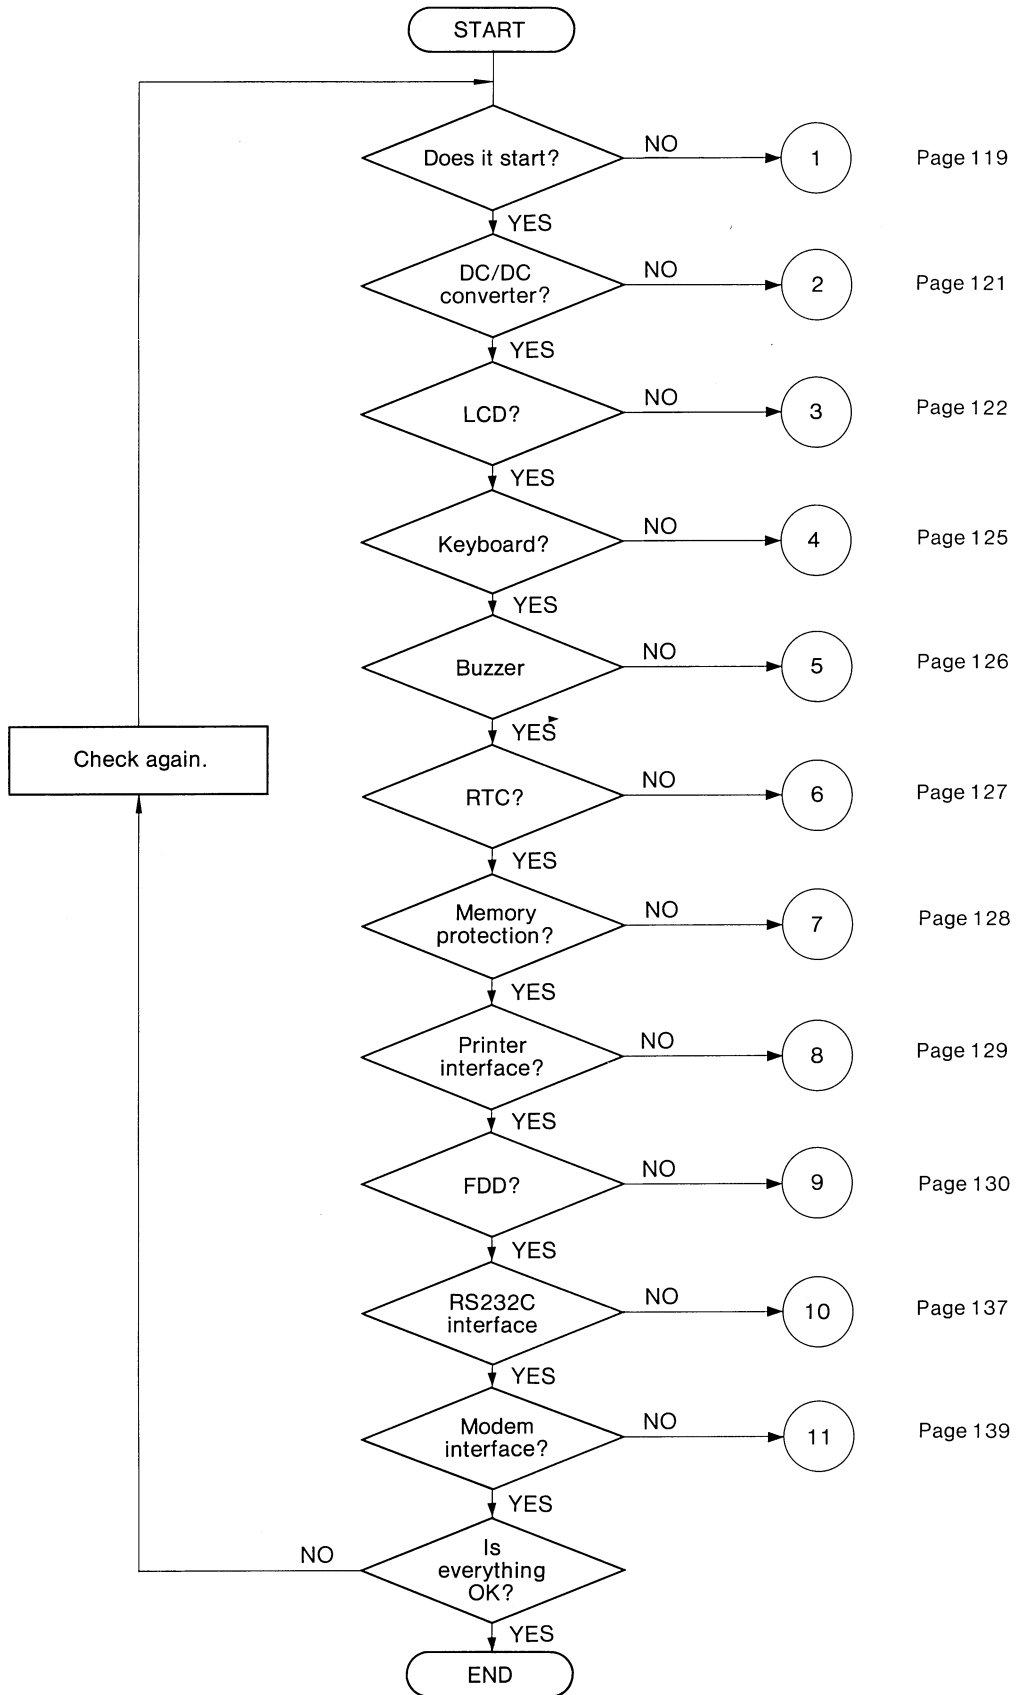 START
Does it start?
NO
1
Page 119
YES
DC/DC
converter?
NO
2
Page 121
YES
LCD?
NO
3
Page 122
YES
Keyboard?
NO
4
Page 125
YES
Buzzer
NO
5
Page 126
YES
Check again.
RTC?
NO
6
Page 127
YES
Memory
protection?
NO
7
Page 128
YES
Printer
interface?
NO
8
Page 129
YES
FDD?
NO
9
Page 130
YES
RS232C
interface
NO
10
Page 137
YES
Modem
interface?
NO
11
Page 139
YES
Is
everything
OK?
NO
YES
END